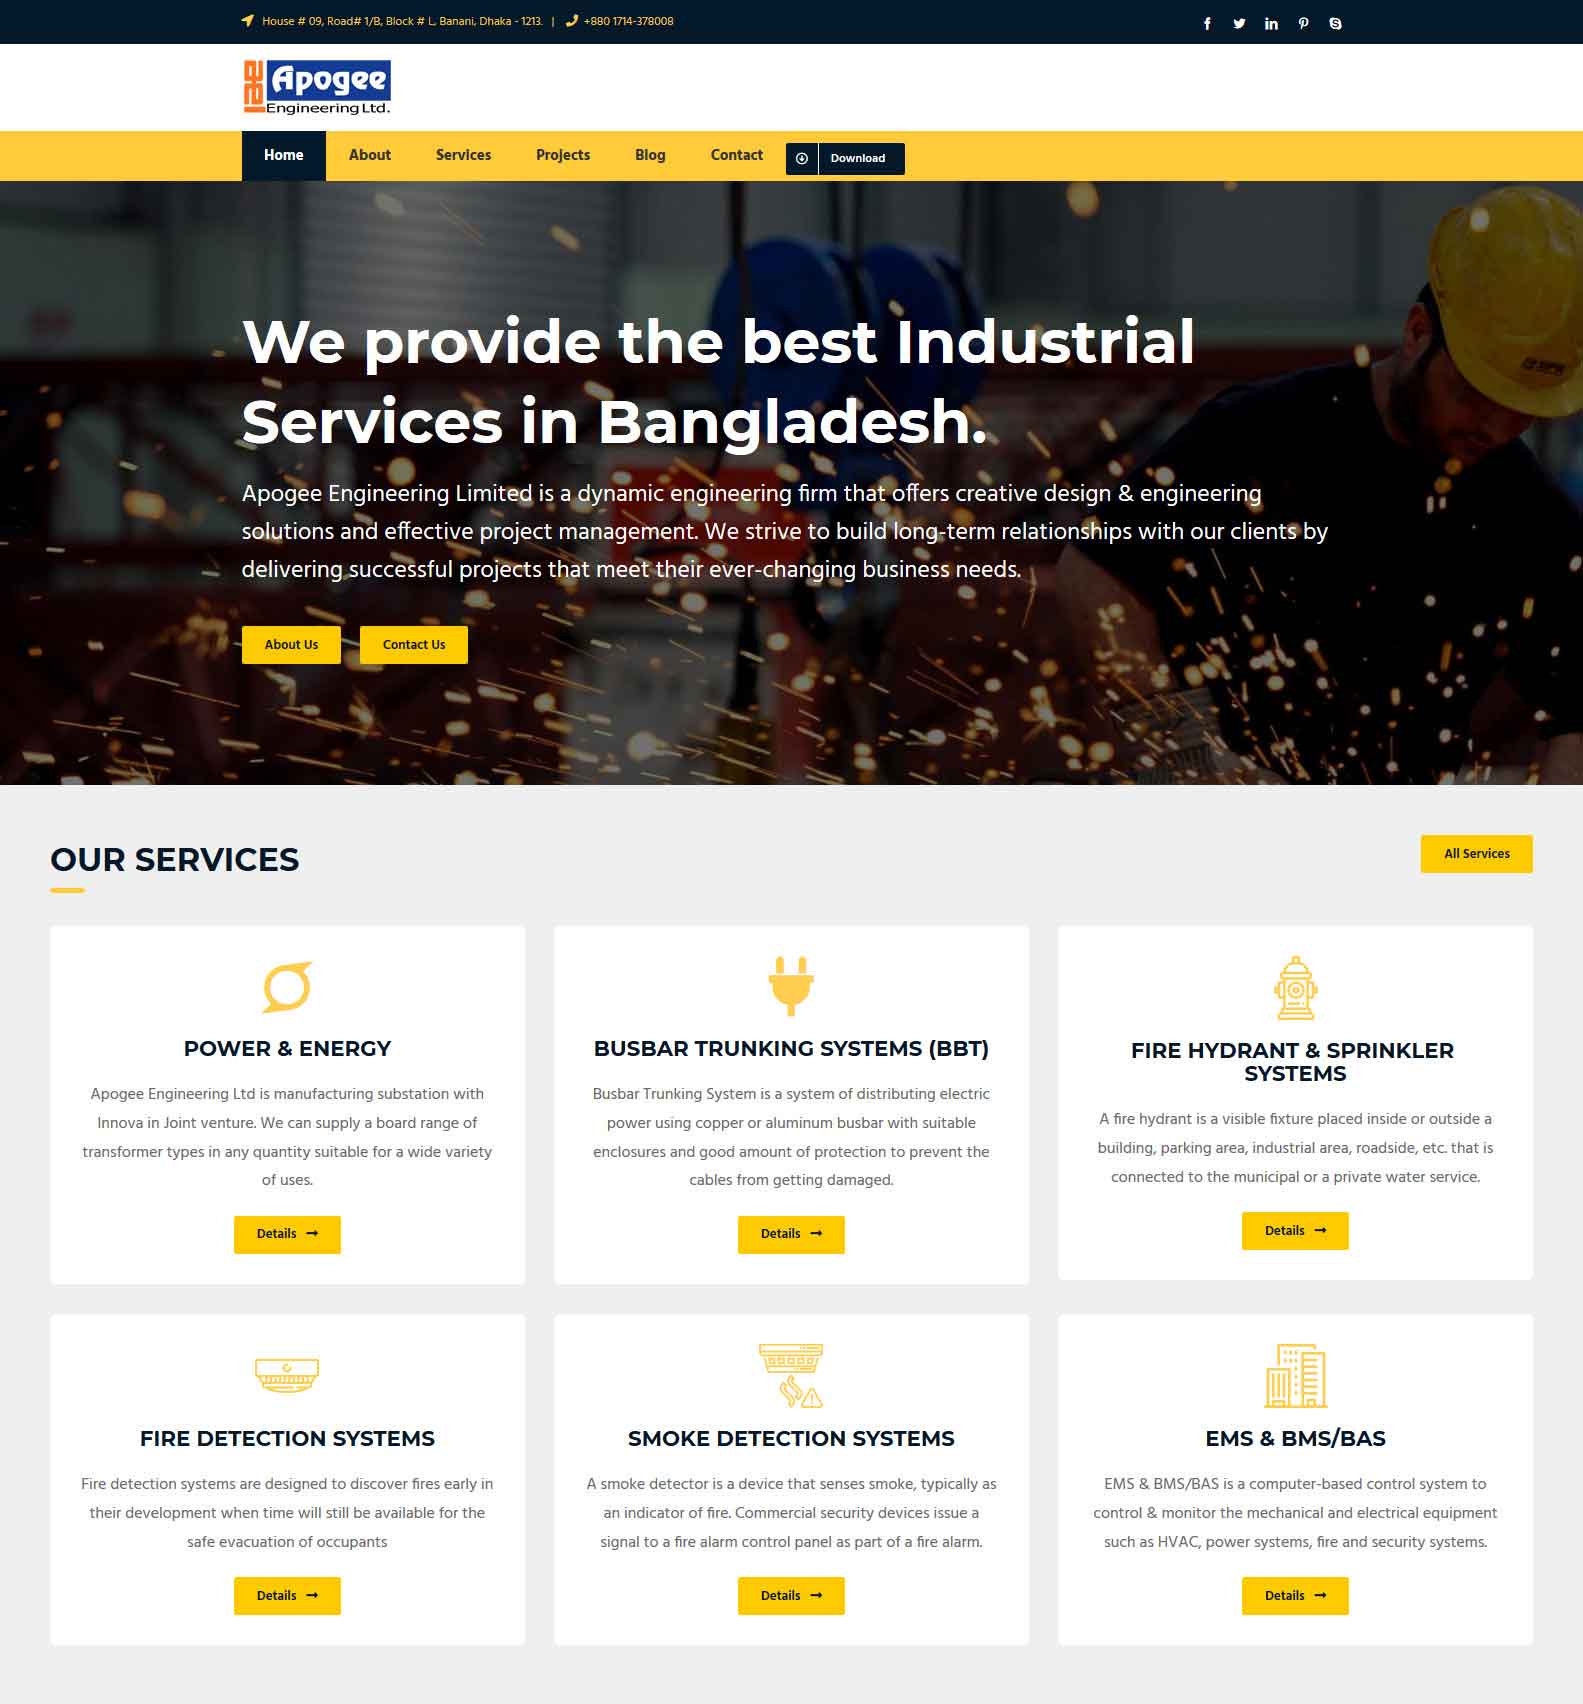 House # 09, Road# 1/B, Block # L, Banani, Dhaka - 1213. | +880 1714-378008
ael Apogee
Engineering Ltd.
Home About Services Projects Blog Contact Download
We provide the best Industrial
Services in Bangladesh.
Apogee Engineering Limited is a dynamic engineering firm that offers creative design & engineering
solutions and effective project management. We strive to build long-term relationships with our clients by
delivering successful projects that meet their ever-changing business needs.
About Us Contact Us
OUR SERVICES
All Services
POWER & ENERGY
Apogee Engineering Ltd is manufacturing substation with
Innova in Joint venture. We can supply a board range of
transformer types in any quantity suitable for a wide variety
of uses.
Details
BUSBAR TRUNKING SYSTEMS (BBT)
Busbar Trunking System is a system of distributing electric
power using copper or aluminum busbar with suitable
enclosures and good amount of protection to prevent the
cables from getting damaged.
Details
FIRE HYDRANT & SPRINKLER
SYSTEMS
A fire hydrant is a visible fixture placed inside or outside a
building, parking area, industrial area, roadside, etc. that is
connected to the municipal or a private water service.
Details
FIRE DETECTION SYSTEMS
Fire detection systems are designed to discover fires early in
their development when time will still be available for the
safe evacuation of occupants
Details
SMOKE DETECTION SYSTEMS
A smoke detector is a device that senses smoke, typically as
an indicator of fire. Commercial security devices issue a
signal to a fire alarm control panel as part of a fire alarm.
Details
EMS & BMS/BAS
EMS & BMS/BAS is a computer-based control system to
control & monitor the mechanical and electrical equipment
such as HVAC, power systems, fire and security systems.
Details